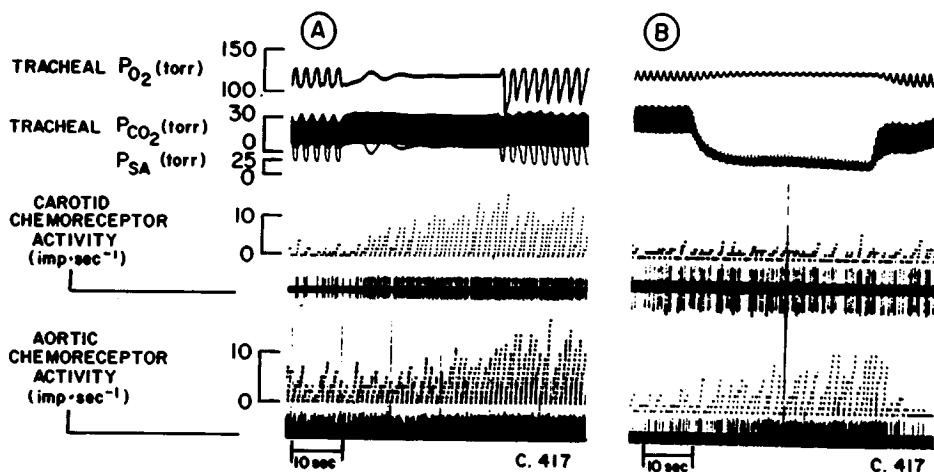 A
B
150
TRACHEAL PO2 (torr)
100
30
TRACHEAL PCO2 (torr)
0
PSA (torr)
25
0
CAROTID
CHEMORECEPTOR
ACTIVITY
(imp·sec⁻¹)
10
0
AORTIC
CHEMORECEPTOR
ACTIVITY
(imp·sec⁻¹)
10
0
10 sec
C. 417
10 sec
C. 417